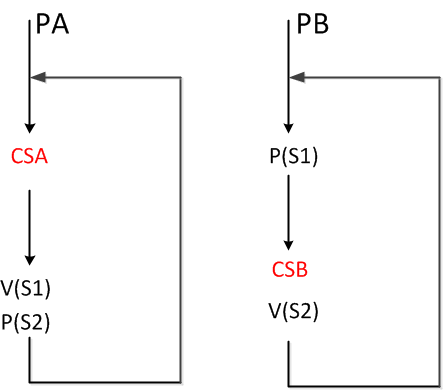 PA
CSA
V(S1)
P(S2)
PB
P(S1)
CSB
V(S2)